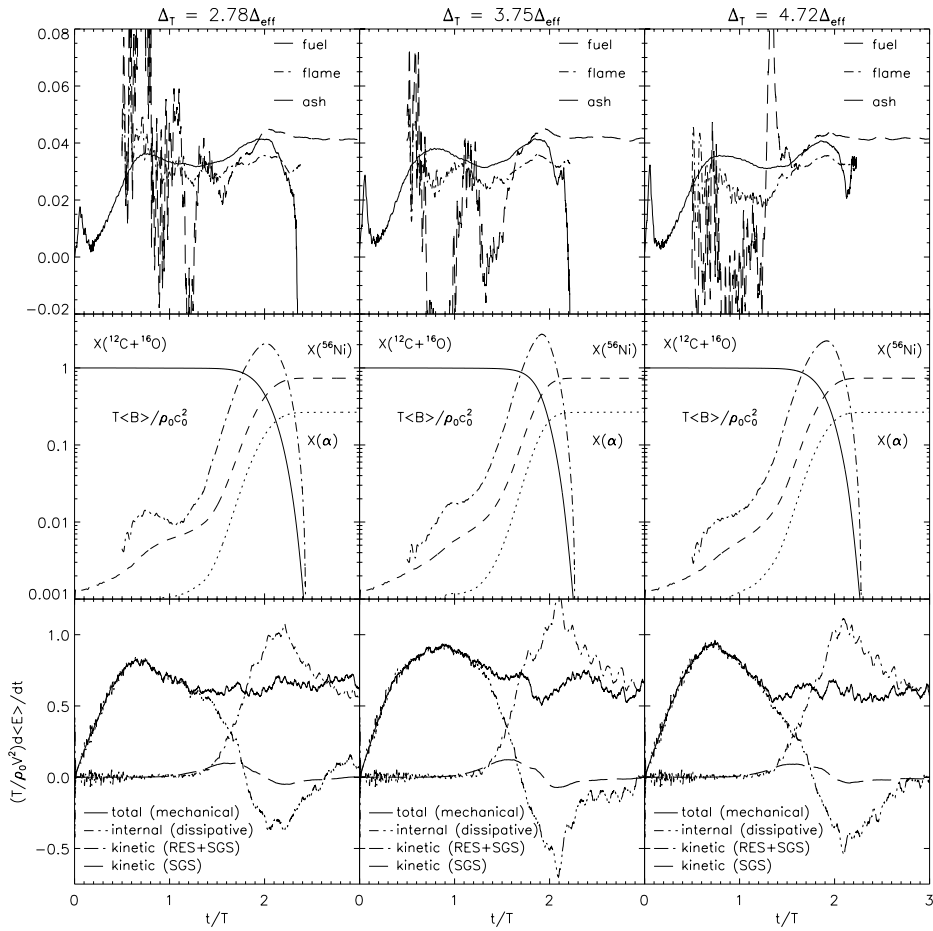 Δ_T = 2.78Δ_eff
Δ_T = 3.75Δ_eff
Δ_T = 4.72Δ_eff
0.08
0.06
0.04
0.02
0.00
−0.02
fuel
flame
ash
fuel
flame
ash
fuel
flame
ash
1
0.1
0.01
0.001
X(¹²C+¹⁶O)
X(⁵⁶Ni)
T<B>/ρ₀c₀²
X(α)
X(¹²C+¹⁶O)
X(⁵⁶Ni)
T<B>/ρ₀c₀²
X(α)
X(¹²C+¹⁶O)
X(⁵⁶Ni)
T<B>/ρ₀c₀²
X(α)
(T/ρ₀V²)d<E>/dt
1.0
0.5
0.0
−0.5
total (mechanical)
internal (dissipative)
kinetic (RES+SGS)
kinetic (SGS)
total (mechanical)
internal (dissipative)
kinetic (RES+SGS)
kinetic (SGS)
total (mechanical)
internal (dissipative)
kinetic (RES+SGS)
kinetic (SGS)
0 1 2 0 1 2 0 1 2 3
t/T
t/T
t/T